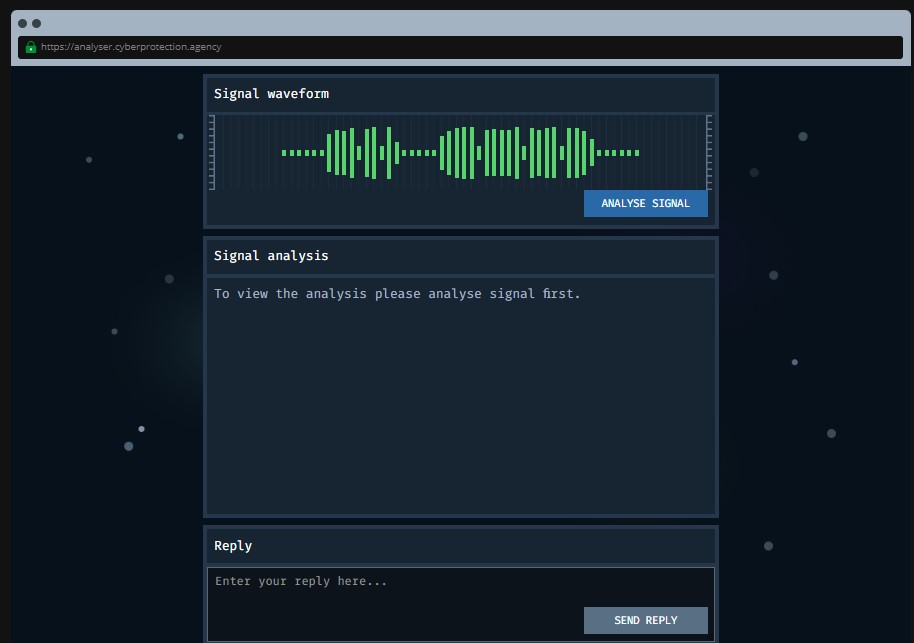 https://analyser.cyberprotection.agency
Signal waveform
ANALYSE SIGNAL
Signal analysis
To view the analysis please analyse signal first.
Reply
Enter your reply here...
SEND REPLY